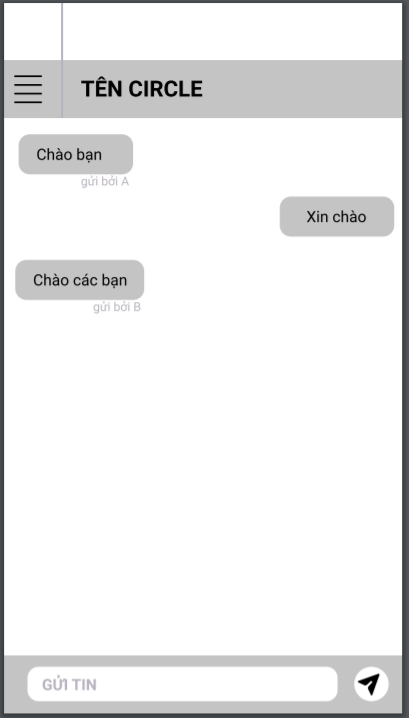 TÊN CIRCLE
Chào bạn
gửi bởi A
Xin chào
Chào các bạn
gửi bởi B
GỬI TIN